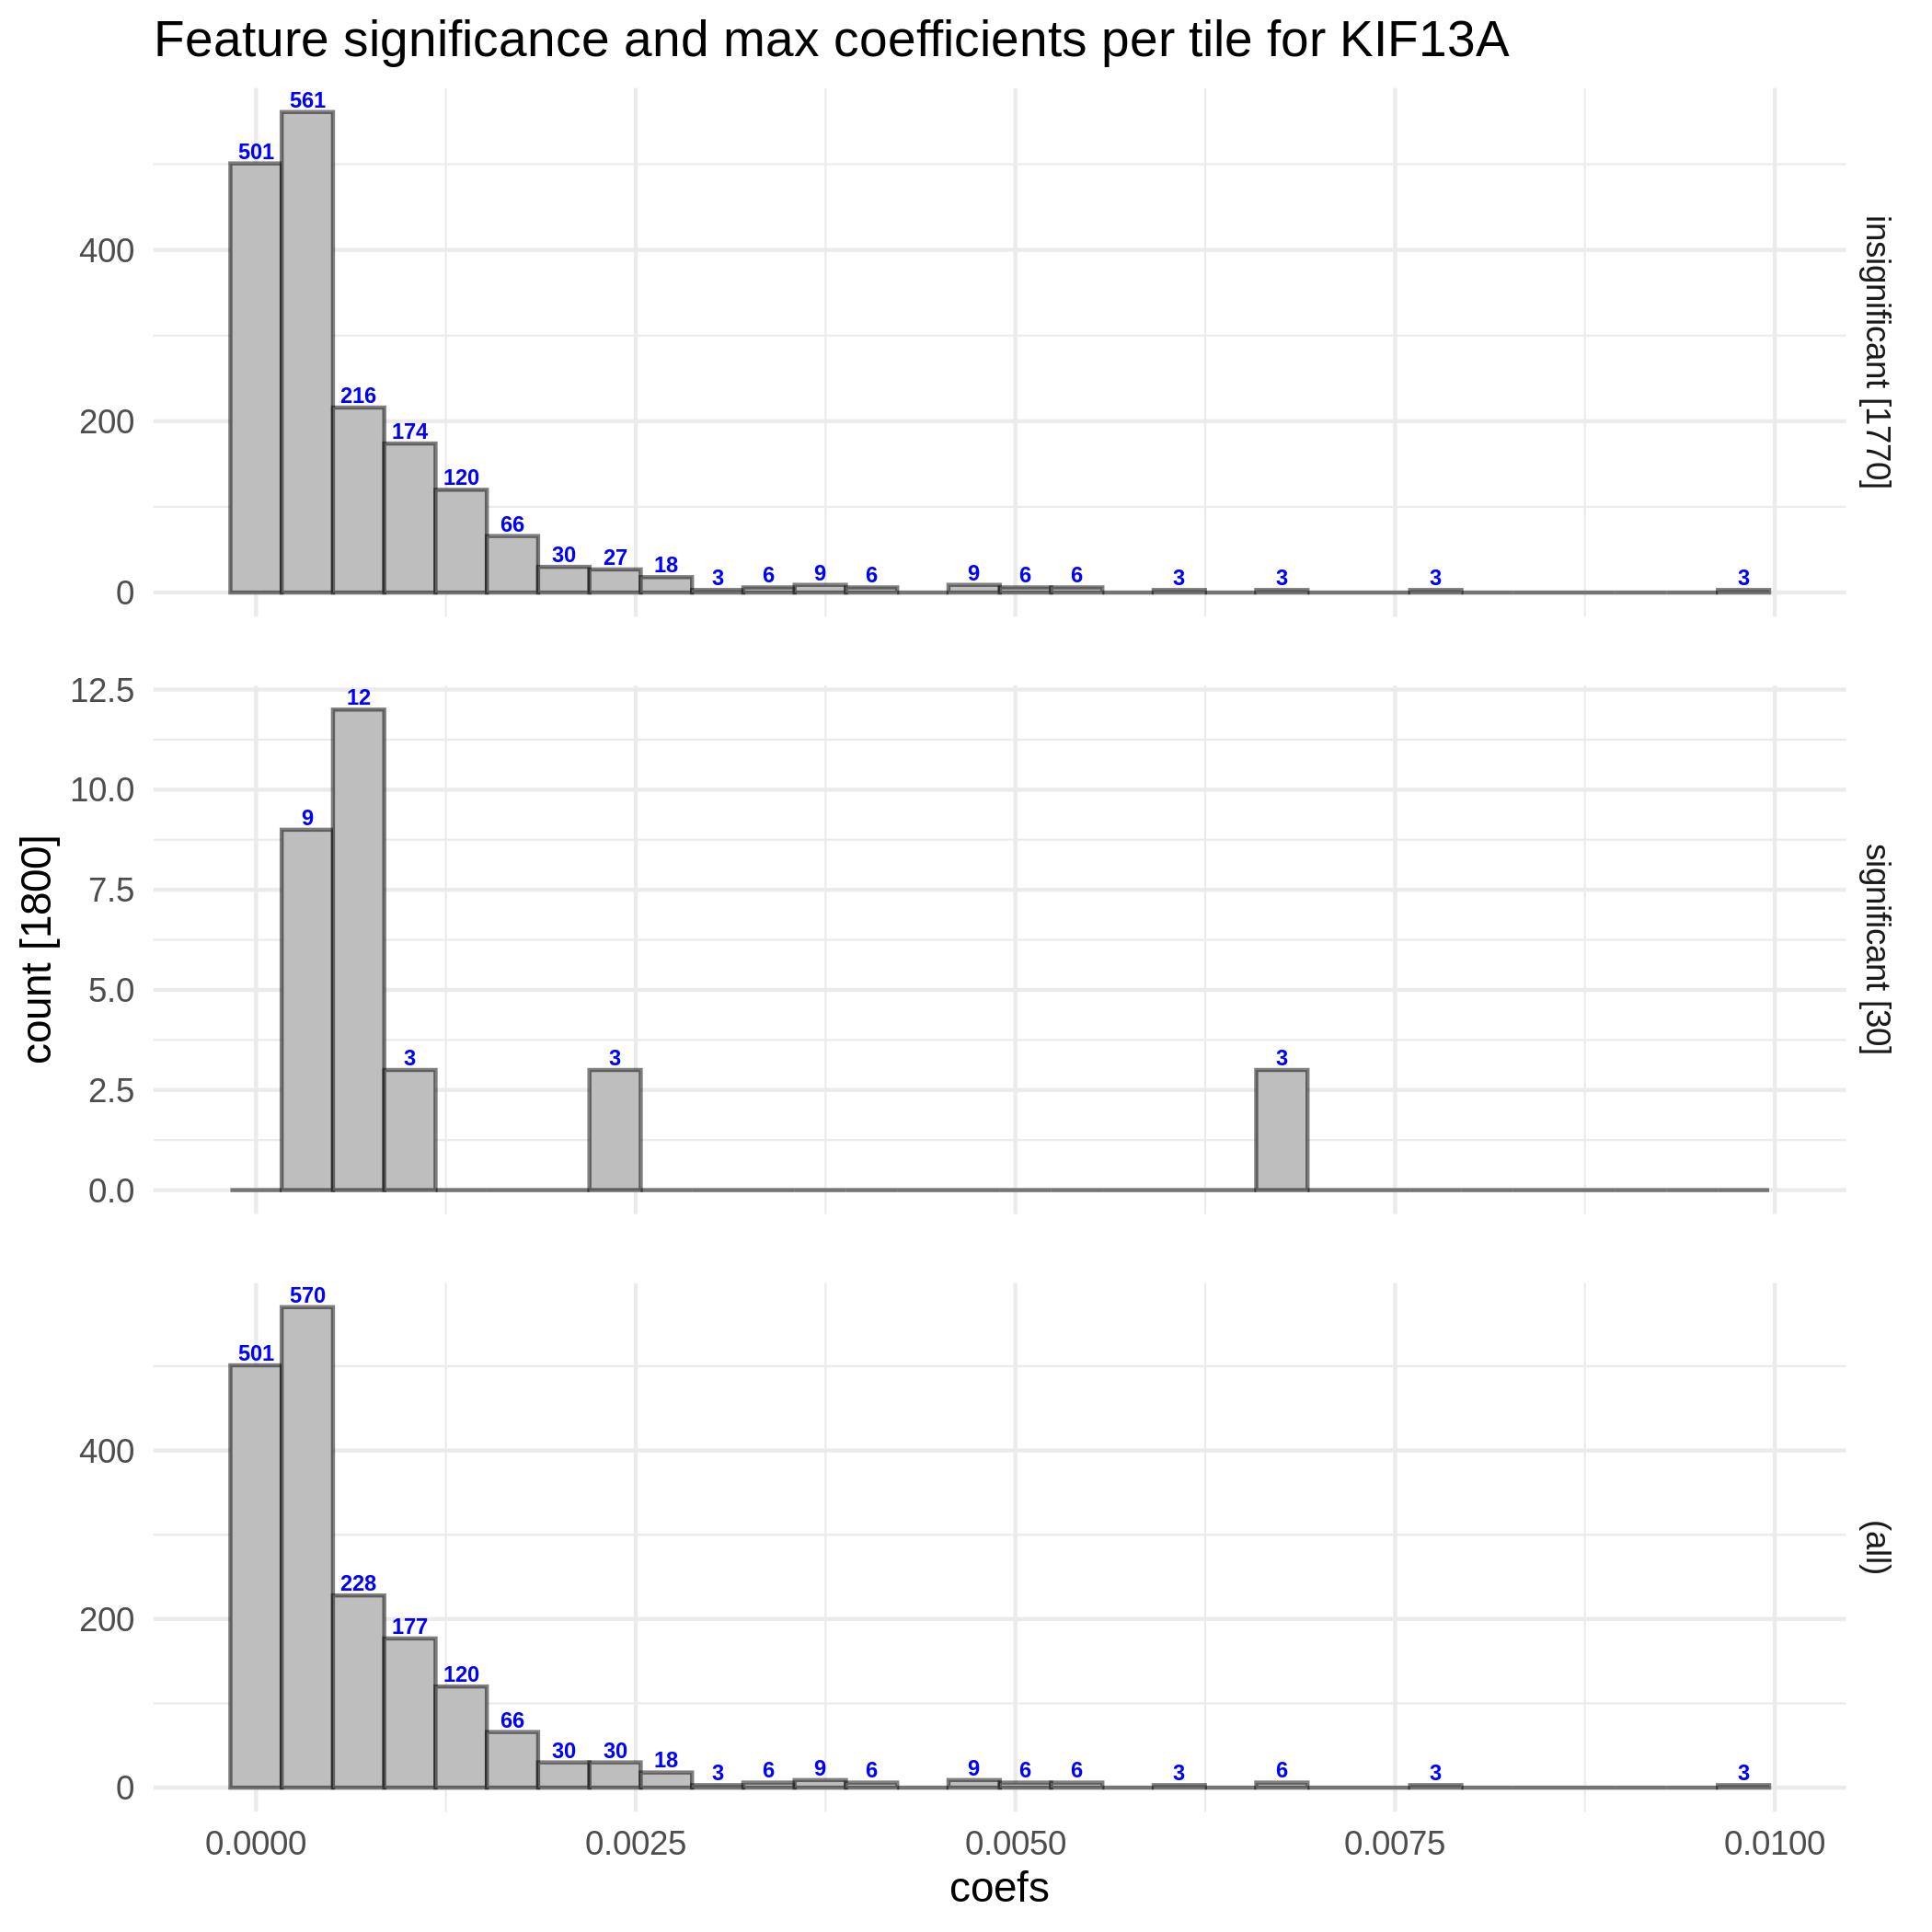 Feature significance and max coefficients per tile for KIF13A
561
501
400
216
174
200
120
66
30 27 18 3 6 9 6 9 6 6 3 3 3 3
0
insignificant [1770]
12.5
12
10.0
9
7.5
5.0
3 3 3
2.5
0.0
significant [30]
count [1800]
570
501
400
228
200
177
120
66
30 30 18 3 6 9 6 9 6 6 3 6 3 3
0
(all)
0.0000 0.0025 0.0050 0.0075 0.0100
coefs